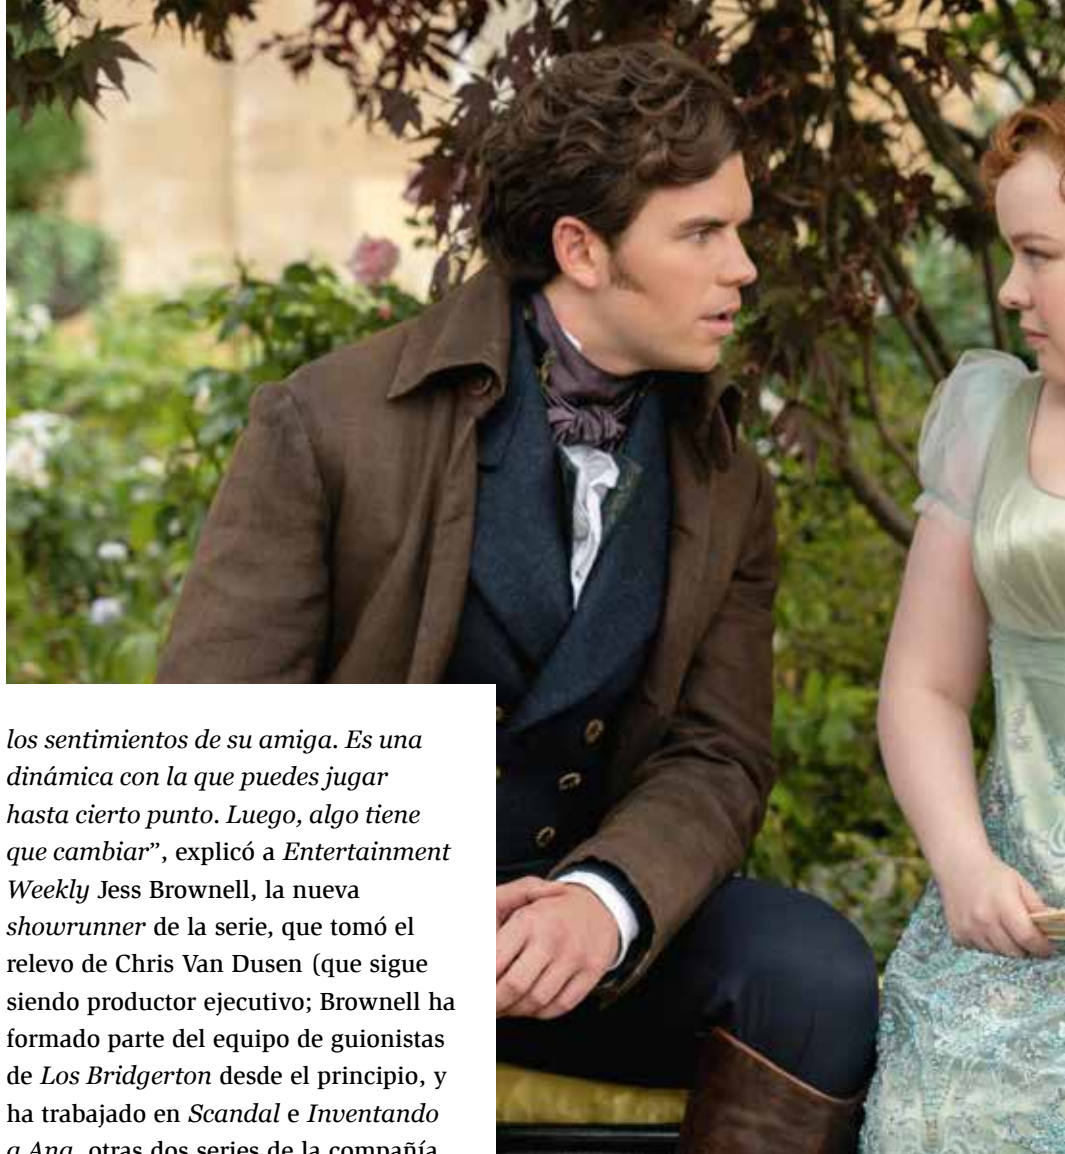 los sentimientos de su amiga. Es una
dinámica con la que puedes jugar
hasta cierto punto. Luego, algo tiene
que cambiar”, explicó a Entertainment
Weekly Jess Brownell, la nueva
showrunner de la serie, que tomó el
relevo de Chris Van Dusen (que sigue
siendo productor ejecutivo; Brownell ha
formado parte del equipo de guionistas
de Los Bridgerton desde el principio, y
ha trabajado en Scandal e Inventando
a Ana, otras dos series de la compañía